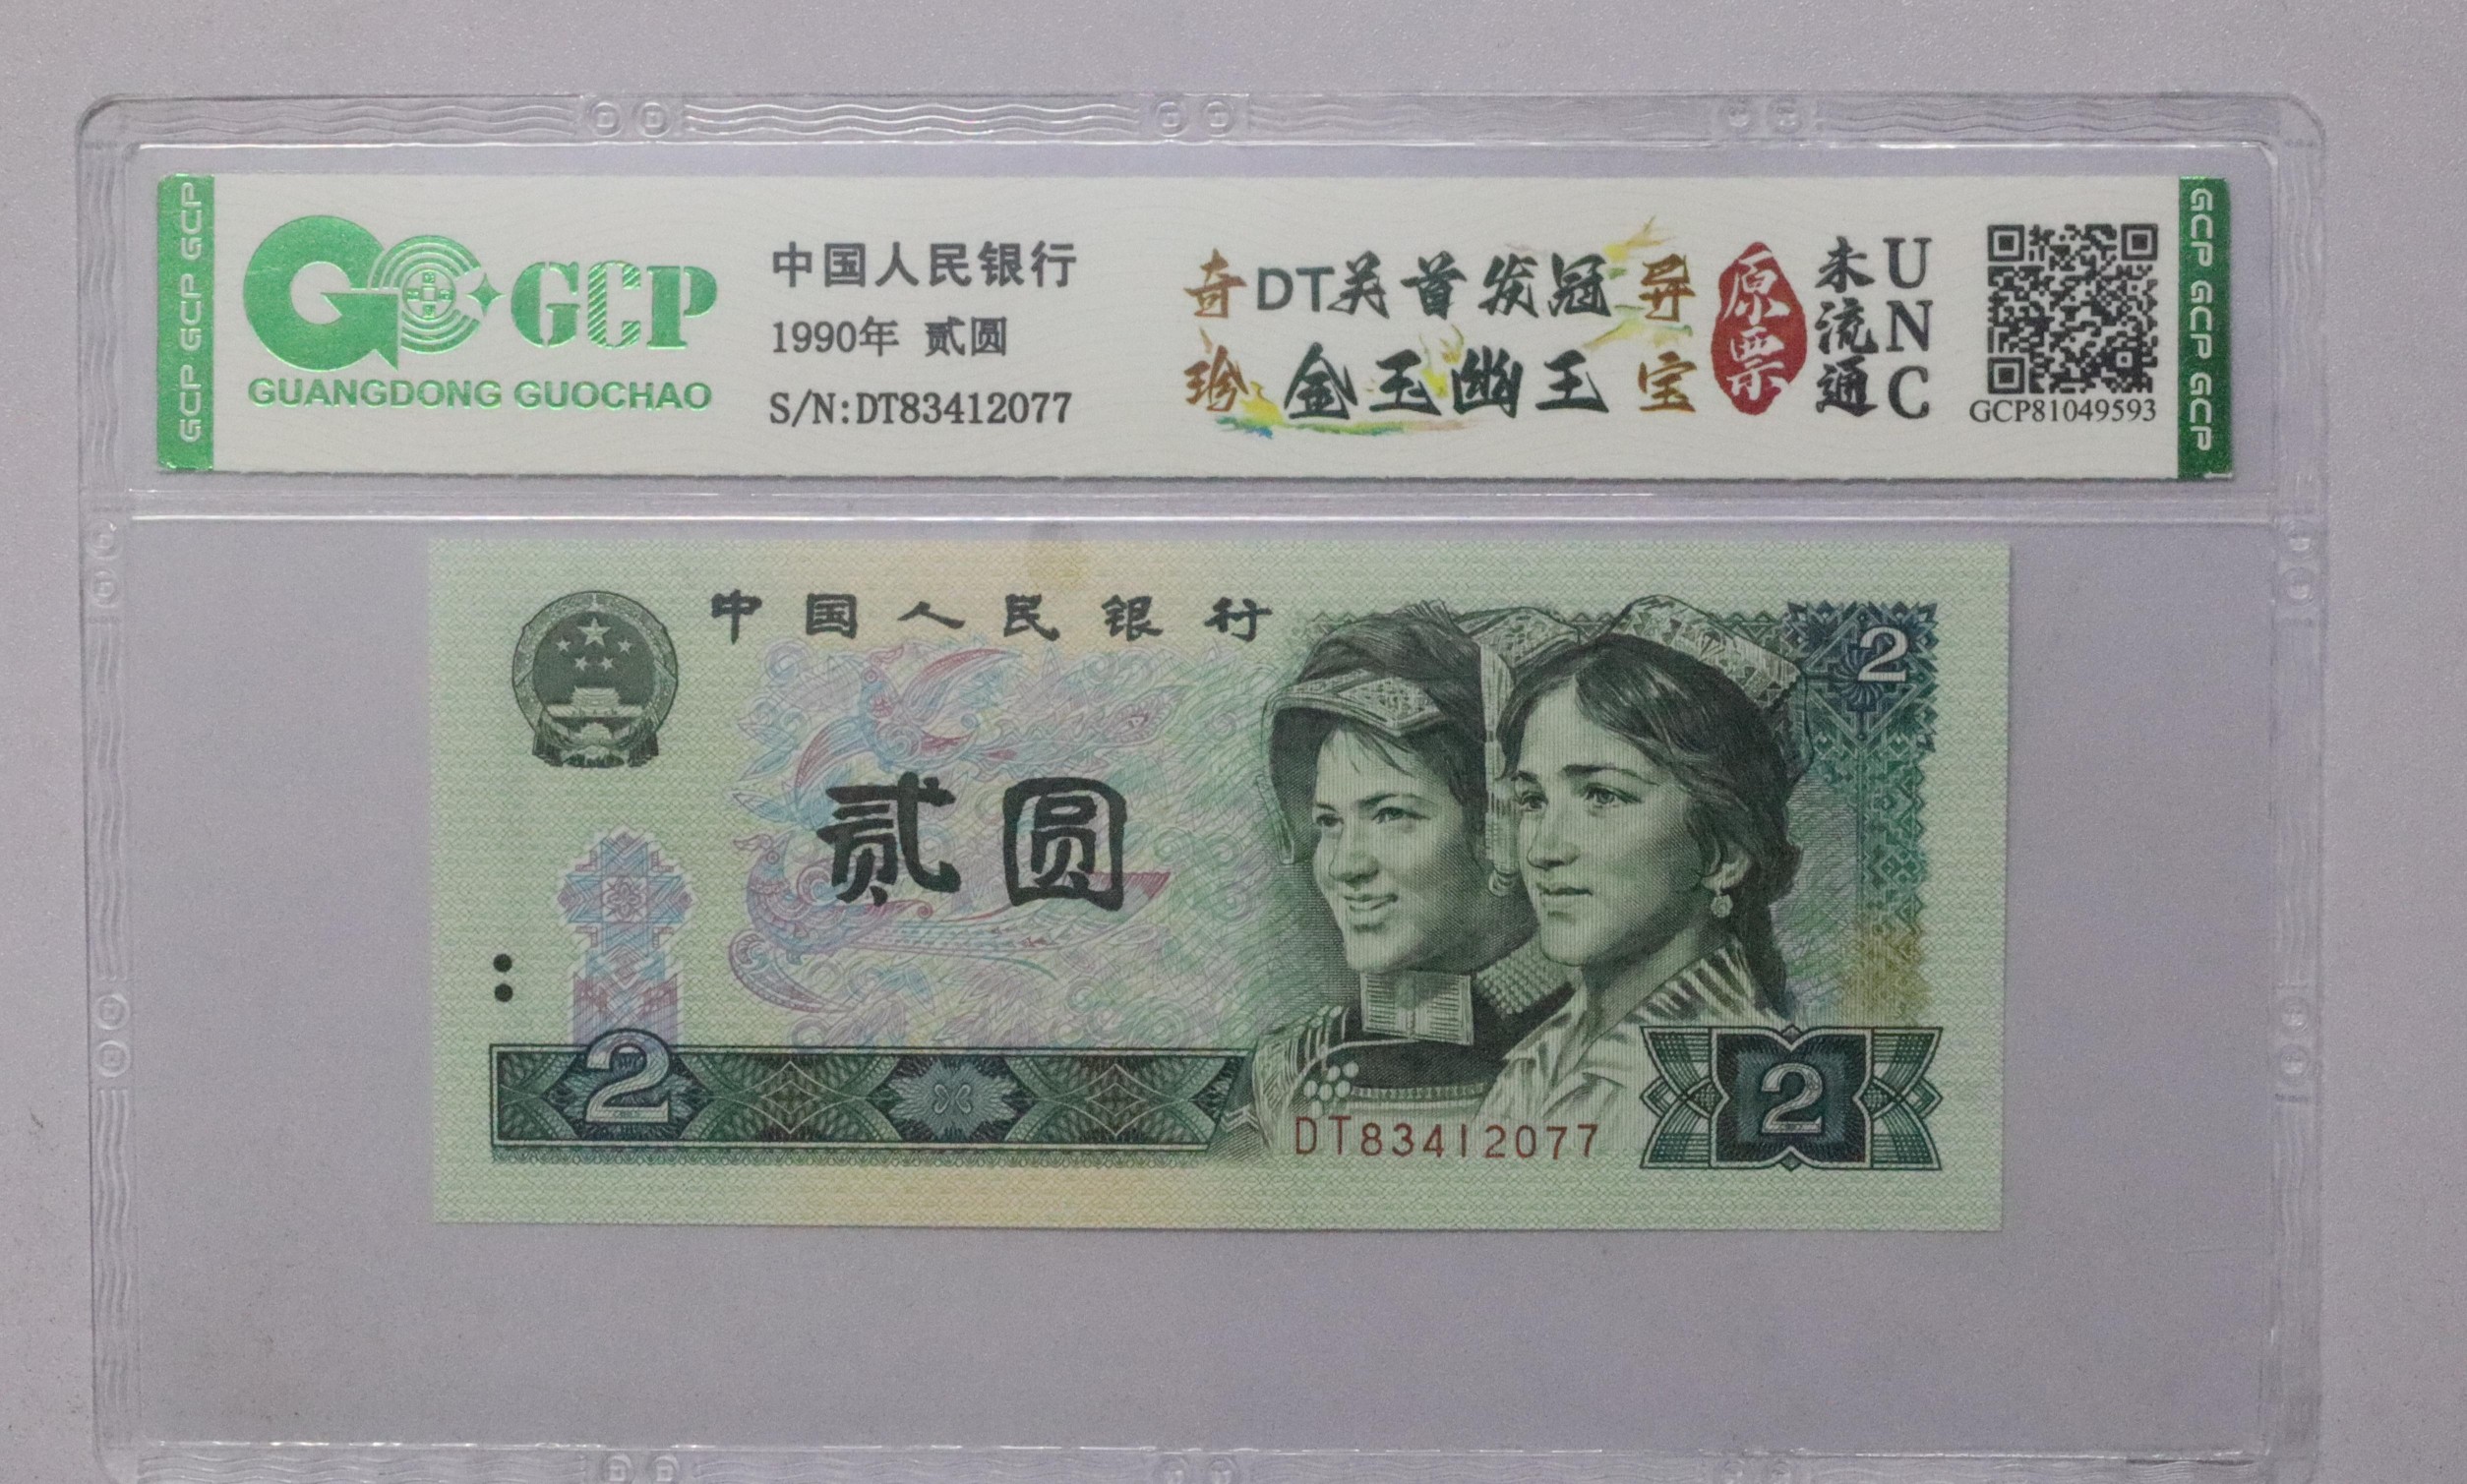 GCP GCP GCP
GCP
GUANGDONG GUOCHAO
中国人民银行
1990年 贰圆
S/N:DT83412077
奇 DT关首发冠 异
珍 金玉幽王 宝
原票
未流通
UNC
GCP81049593
GCP GCP GCP
中国人民银行
2
贰圆
2
DT83412077
2